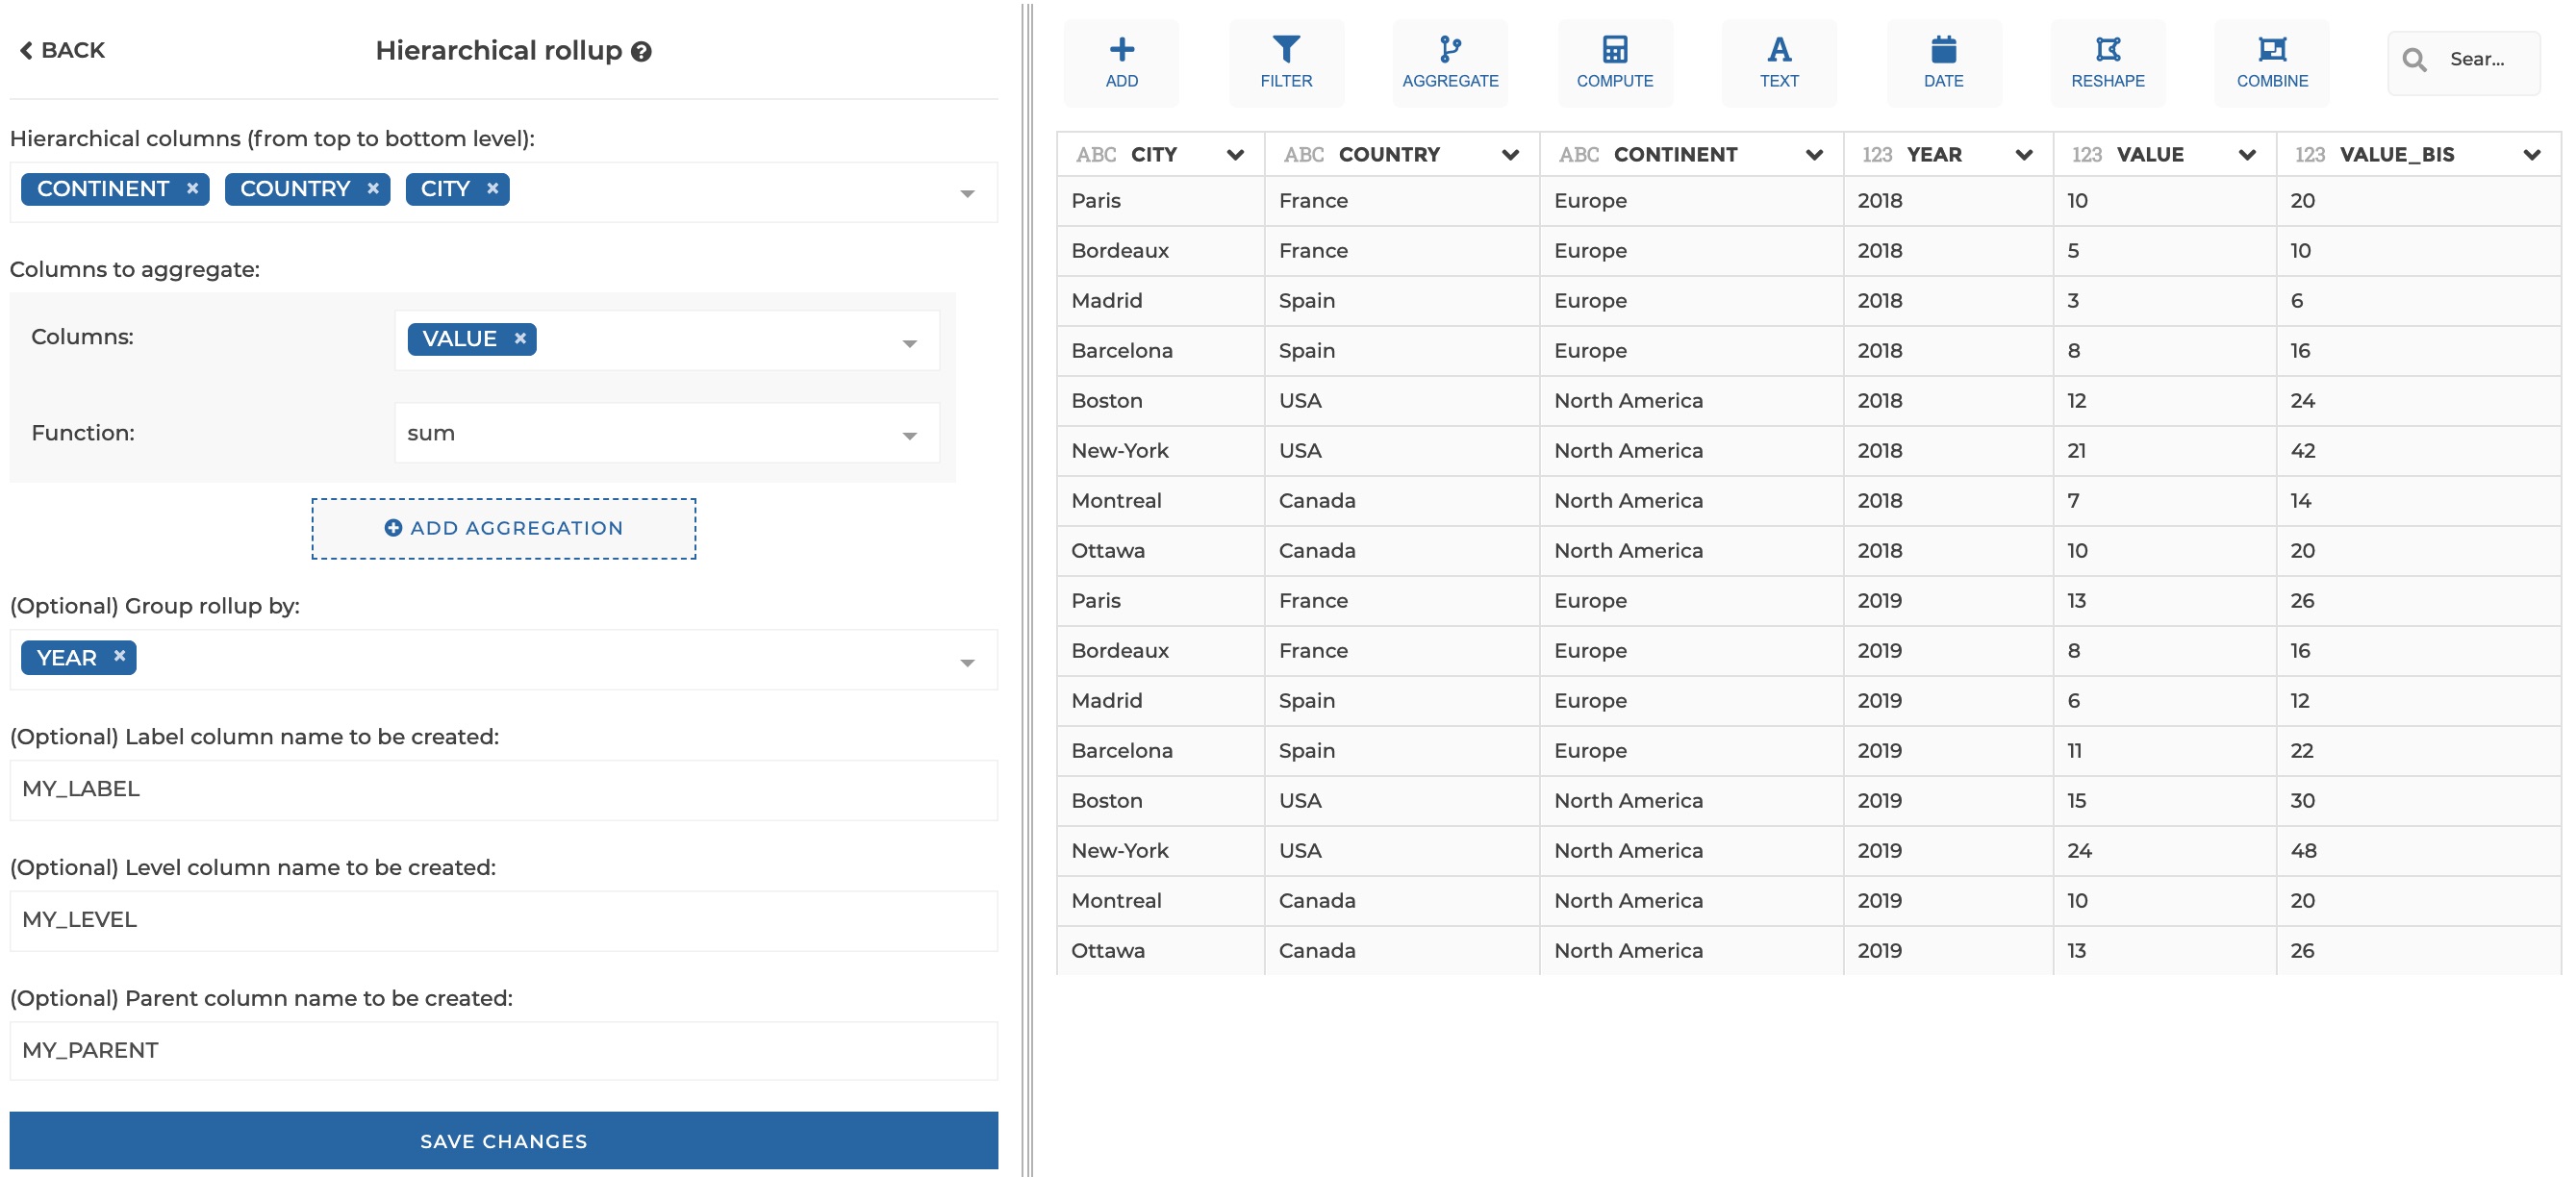 BACK
Hierarchical rollup
Hierarchical columns (from top to bottom level):
CONTINENT × COUNTRY × CITY ×
Columns to aggregate:
Columns: VALUE ×
Function: sum
ADD AGGREGATION
(Optional) Group rollup by:
YEAR ×
(Optional) Label column name to be created:
MY_LABEL
(Optional) Level column name to be created:
MY_LEVEL
(Optional) Parent column name to be created:
MY_PARENT
SAVE CHANGES
ADD FILTER AGGREGATE COMPUTE TEXT DATE RESHAPE COMBINE Sear...
ABC CITY ABC COUNTRY ABC CONTINENT 123 YEAR 123 VALUE 123 VALUE_BIS
Paris France Europe 2018 10 20
Bordeaux France Europe 2018 5 10
Madrid Spain Europe 2018 3 6
Barcelona Spain Europe 2018 8 16
Boston USA North America 2018 12 24
New-York USA North America 2018 21 42
Montreal Canada North America 2018 7 14
Ottawa Canada North America 2018 10 20
Paris France Europe 2019 13 26
Bordeaux France Europe 2019 8 16
Madrid Spain Europe 2019 6 12
Barcelona Spain Europe 2019 11 22
Boston USA North America 2019 15 30
New-York USA North America 2019 24 48
Montreal Canada North America 2019 10 20
Ottawa Canada North America 2019 13 26